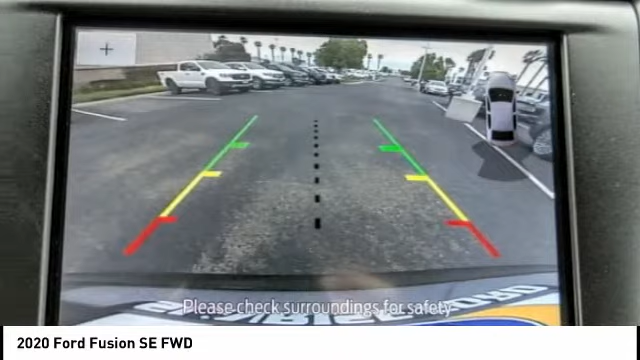 Please check surroundings for safety
2020 Ford Fusion SE FWD